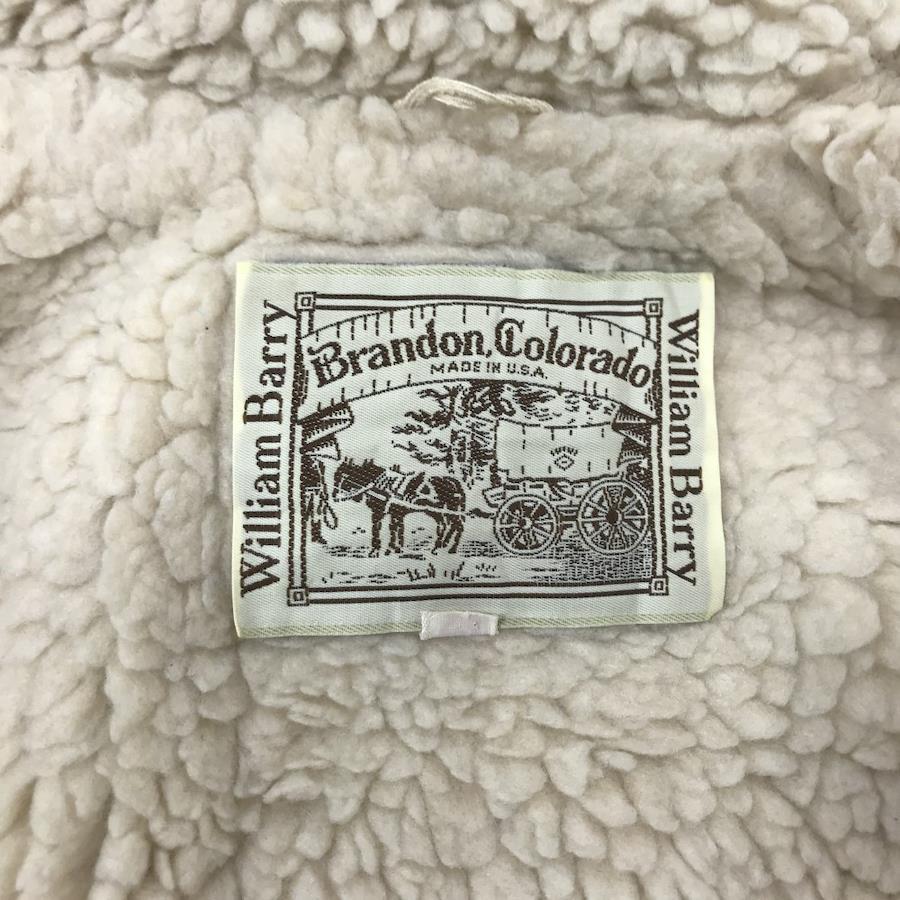 William Barry
Brandon, Colorado
MADE IN U.S.A.
William Barry